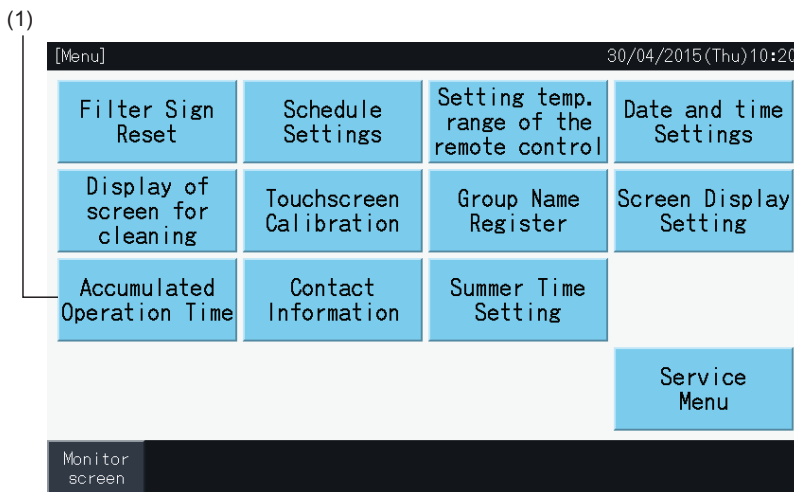 (1)
[Menu] 30/04/2015(Thu)10:20
Filter Sign
Reset
Schedule
Settings
Setting temp.
range of the
remote control
Date and time
Settings
Display of
screen for
cleaning
Touchscreen
Calibration
Group Name
Register
Screen Display
Setting
Accumulated
Operation Time
Contact
Information
Summer Time
Setting
Service
Menu
Monitor
screen